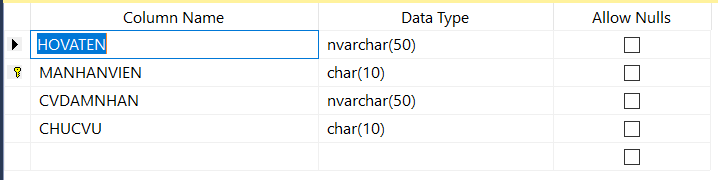 Column Name Data Type Allow Nulls
HOVATEN nvarchar(50)
MANHANVIEN char(10)
CVDAMNHAN nvarchar(50)
CHUCVU char(10)